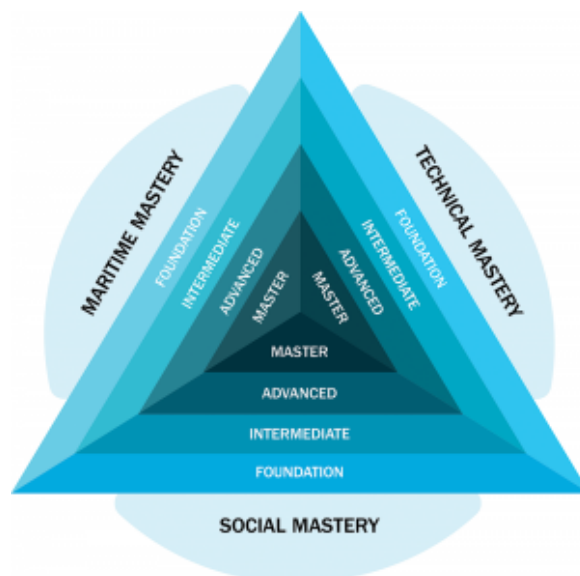 MARITIME MASTERY
FOUNDATION
INTERMEDIATE
ADVANCED
MASTER
TECHNICAL MASTERY
FOUNDATION
INTERMEDIATE
ADVANCED
MASTER
MASTER
ADVANCED
INTERMEDIATE
FOUNDATION
SOCIAL MASTERY